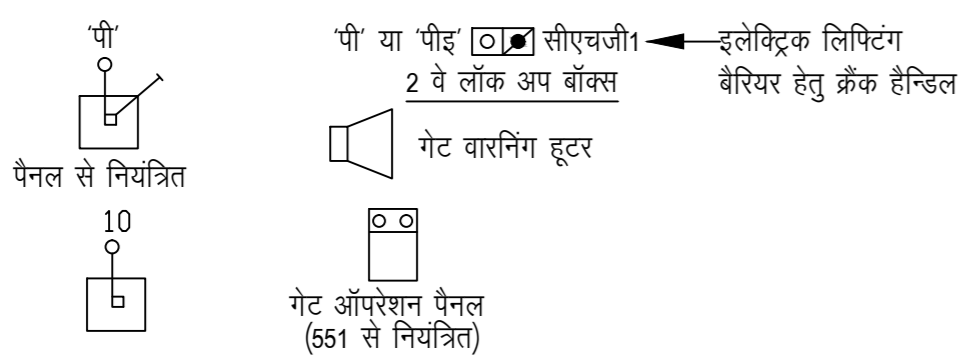 'पी'
पैनल से नियंत्रित
10
'पी' या 'पीइ' सीएचजी1
2 वे लॉक अप बॉक्स
इलेक्ट्रिक लिफ्टिंग
बैरियर हेतु क्रैंक हैन्डिल
गेट वारनिंग हूटर
गेट ऑपरेशन पैनल
(551 से नियंत्रित)